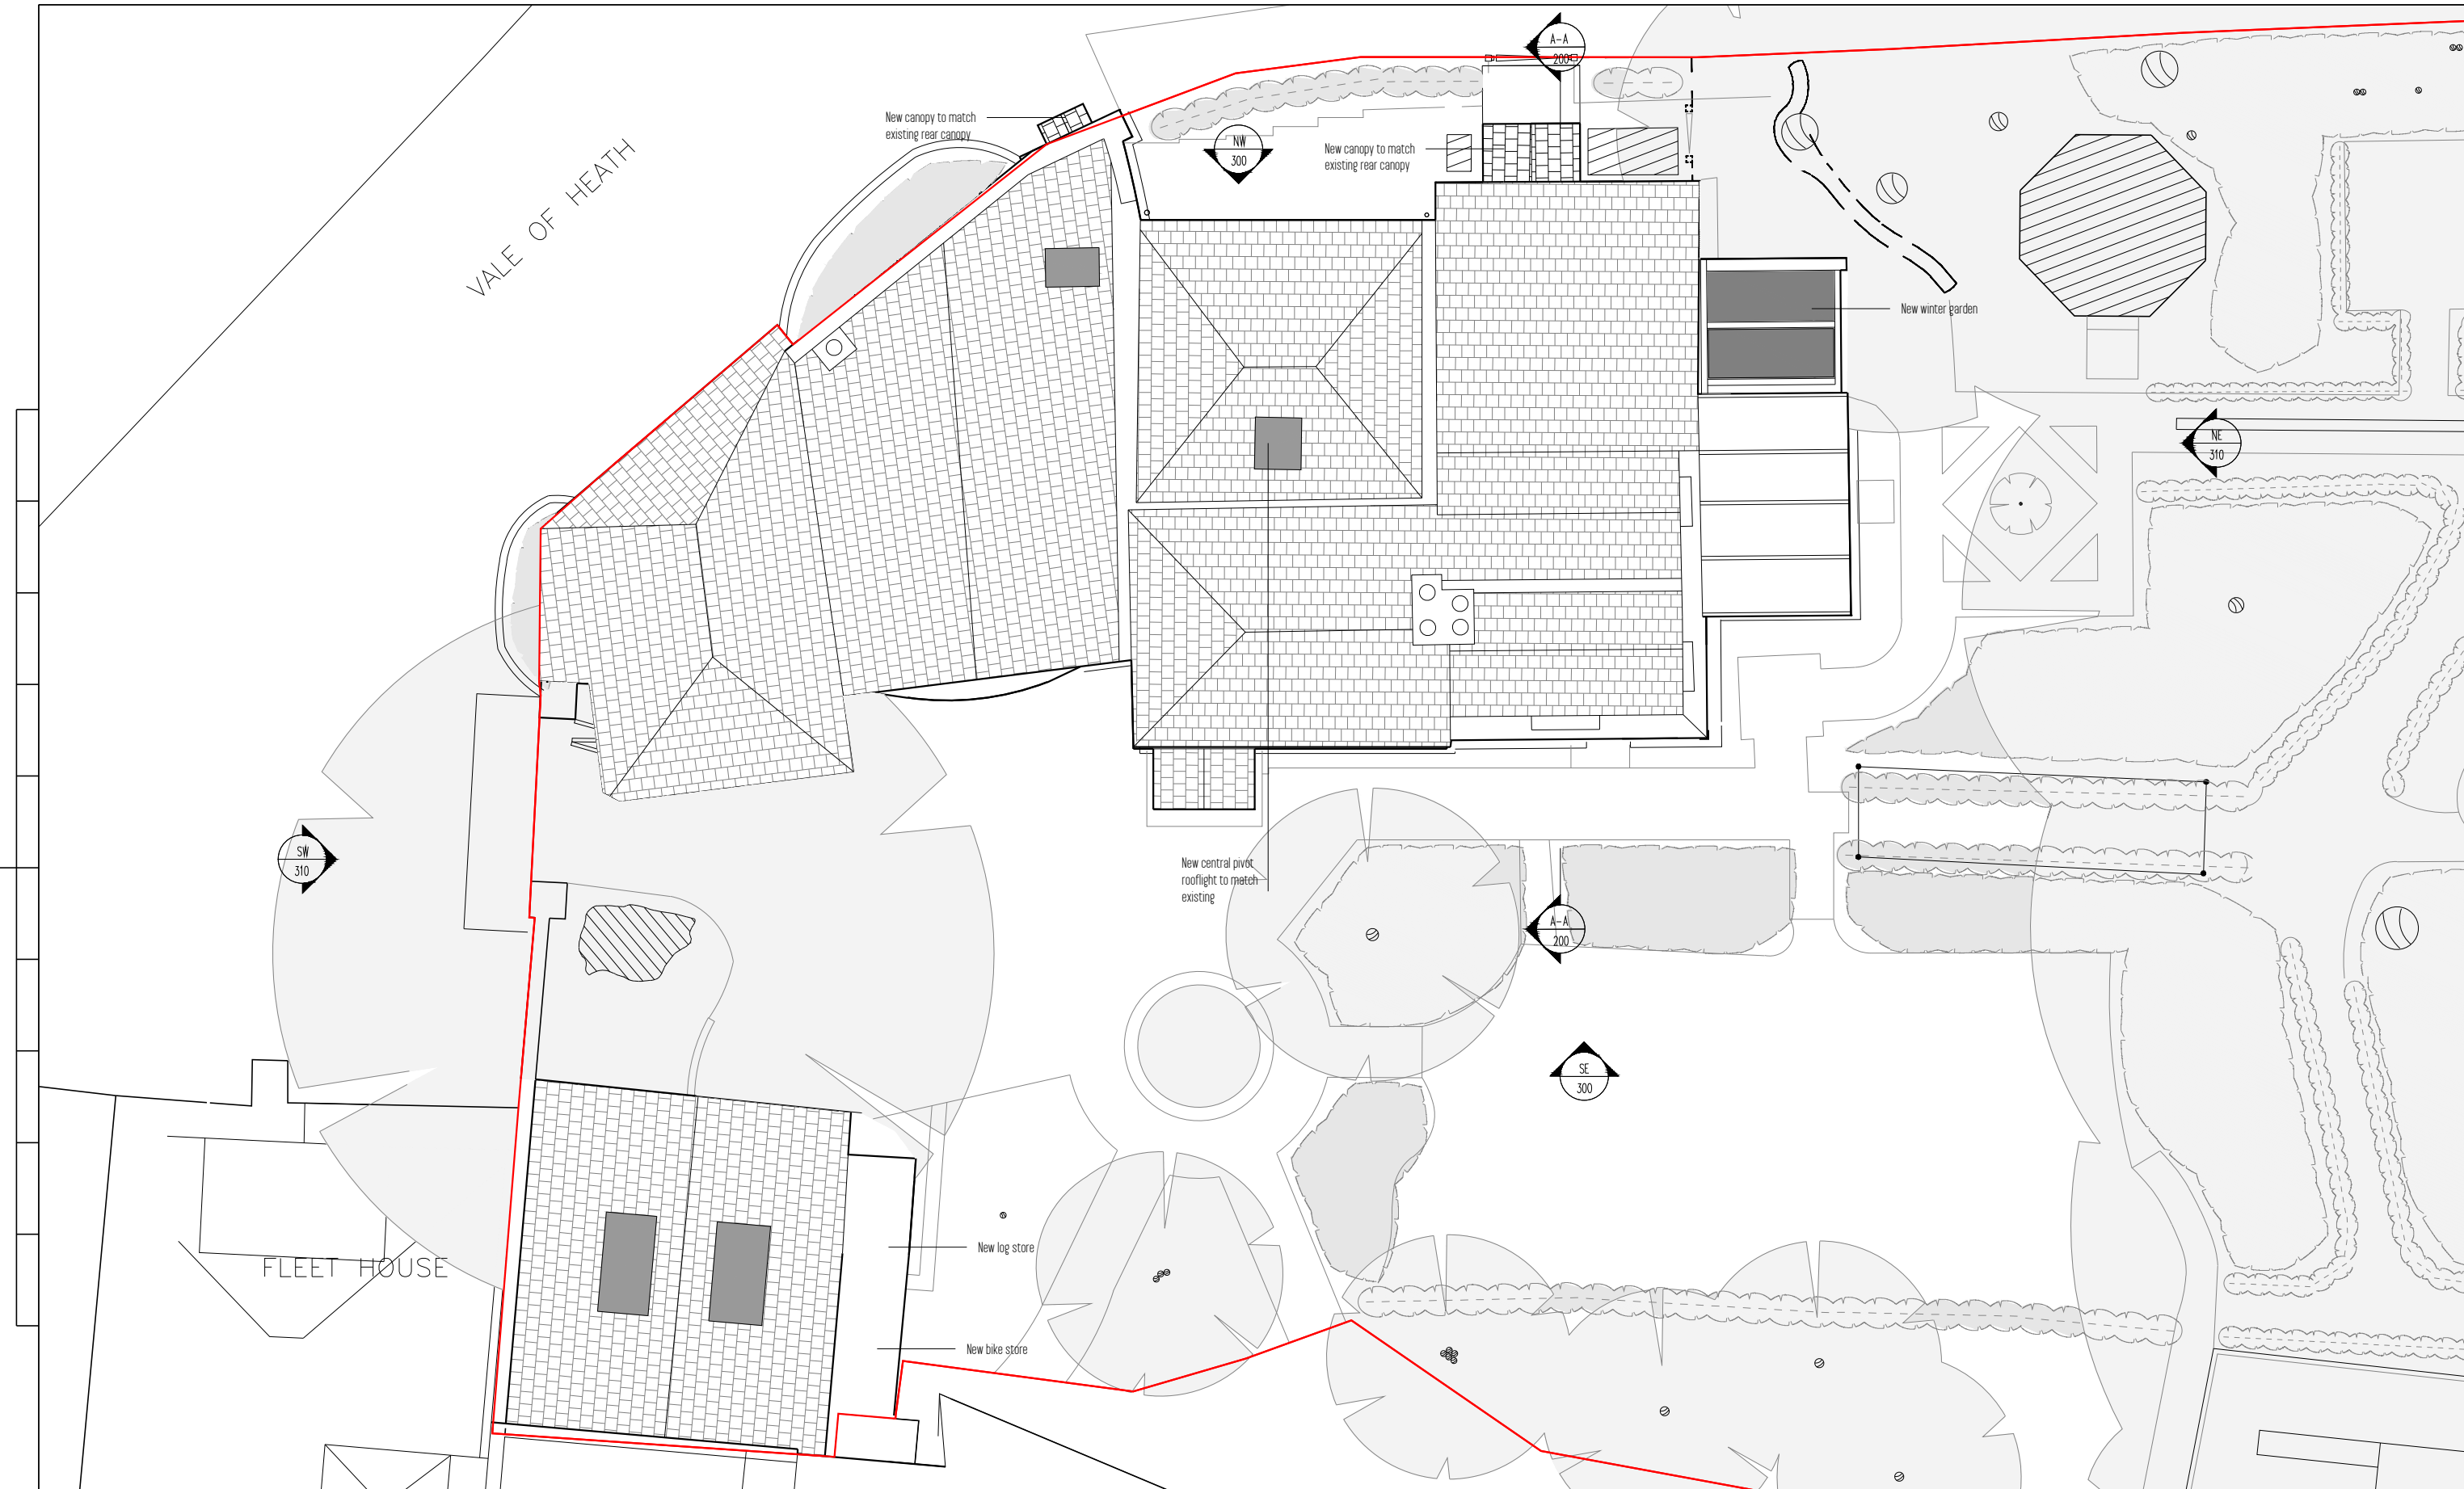 A-A
200
New canopy to match
existing rear canopy
NW
300
New canopy to match
existing rear canopy
VALE OF HEATH
New winter garden
NE
310
SW
310
New central pivot
rooflight to match
existing
A-A
200
SE
300
New log store
FLEET HOUSE
New bike store